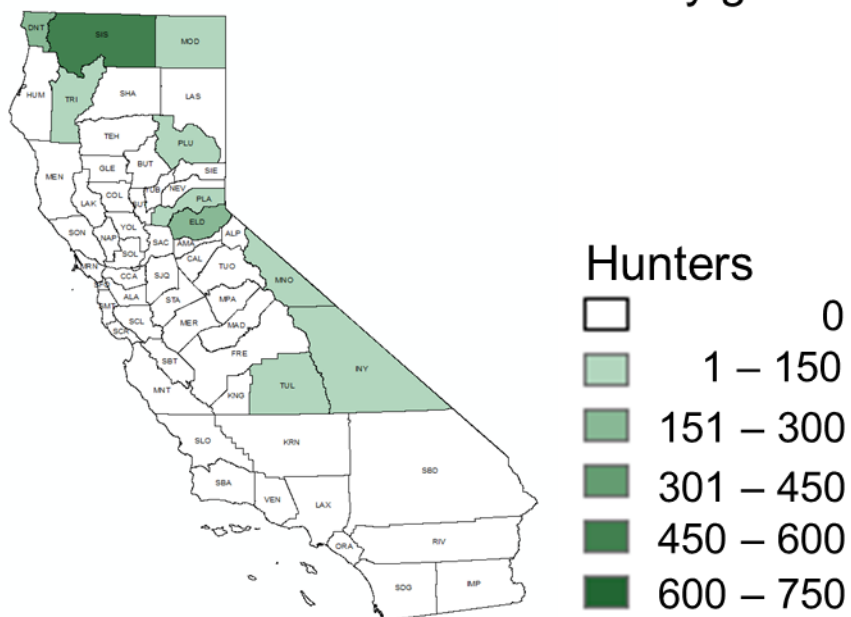 y g
DNT
SIS
MOD
HUM
TRI
SHA
LAS
TEH
PLU
MEN
GLE
BUT
SIE
COL
YUB
NEV
LAK
SUT
PLA
ELD
SON
NAP
YOL
SAC
AMA
ALP
SOL
CAL
MRN
CCA
SJQ
TUO
MNO
ALA
STA
MPA
SMT
SCL
MER
MAD
SCR
FRE
SBT
INY
MNT
KNG
TUL
SLO
KRN
SBA
SBD
VEN
LAX
ORA
RIV
SDG
IMP
Hunters
0
1 – 150
151 – 300
301 – 450
450 – 600
600 – 750